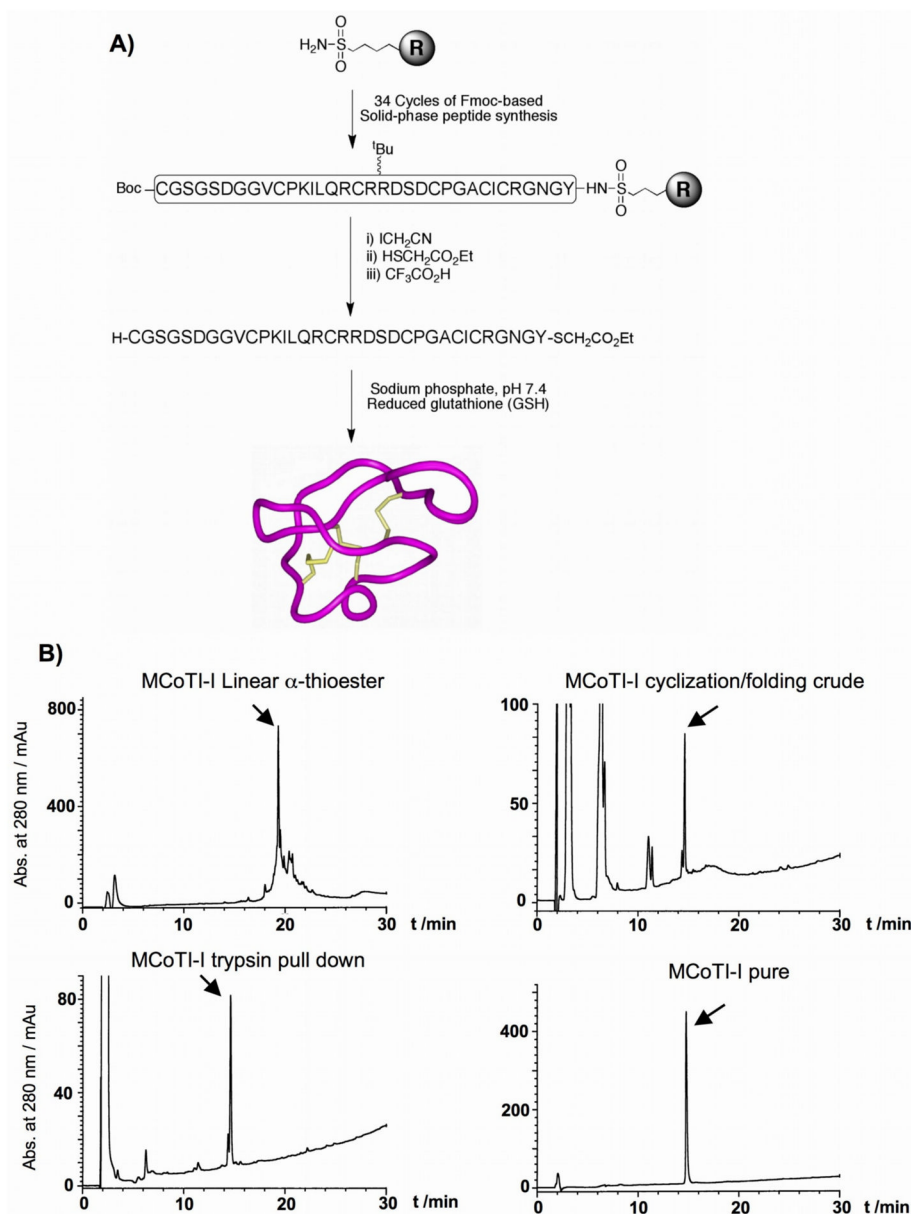 A)
H₂N
O
S
O
R
34 Cycles of Fmoc-based
Solid-phase peptide synthesis
ᵗBu
Boc CGSGSDGGVCPKILQRCRRDSDCPGACICRGNGY HN
O
S
O
R
i) ICH₂CN
ii) HSCH₂CO₂Et
iii) CF₃CO₂H
H-CGSGSDGGVCPKILQRCRRDSDCPGACICRGNGY-SCH₂CO₂Et
Sodium phosphate, pH 7.4
Reduced glutathione (GSH)
B)
MCoTI-I Linear α-thioester
Abs. at 280 nm / mAu
800
400
0
0 10 20 30
t /min
MCoTI-I cyclization/folding crude
100
50
0
0 10 20 30
t /min
MCoTI-I trypsin pull down
Abs. at 280 nm / mAu
80
40
0
0 10 20 30
t /min
MCoTI-I pure
400
200
0
0 10 20 30
t /min